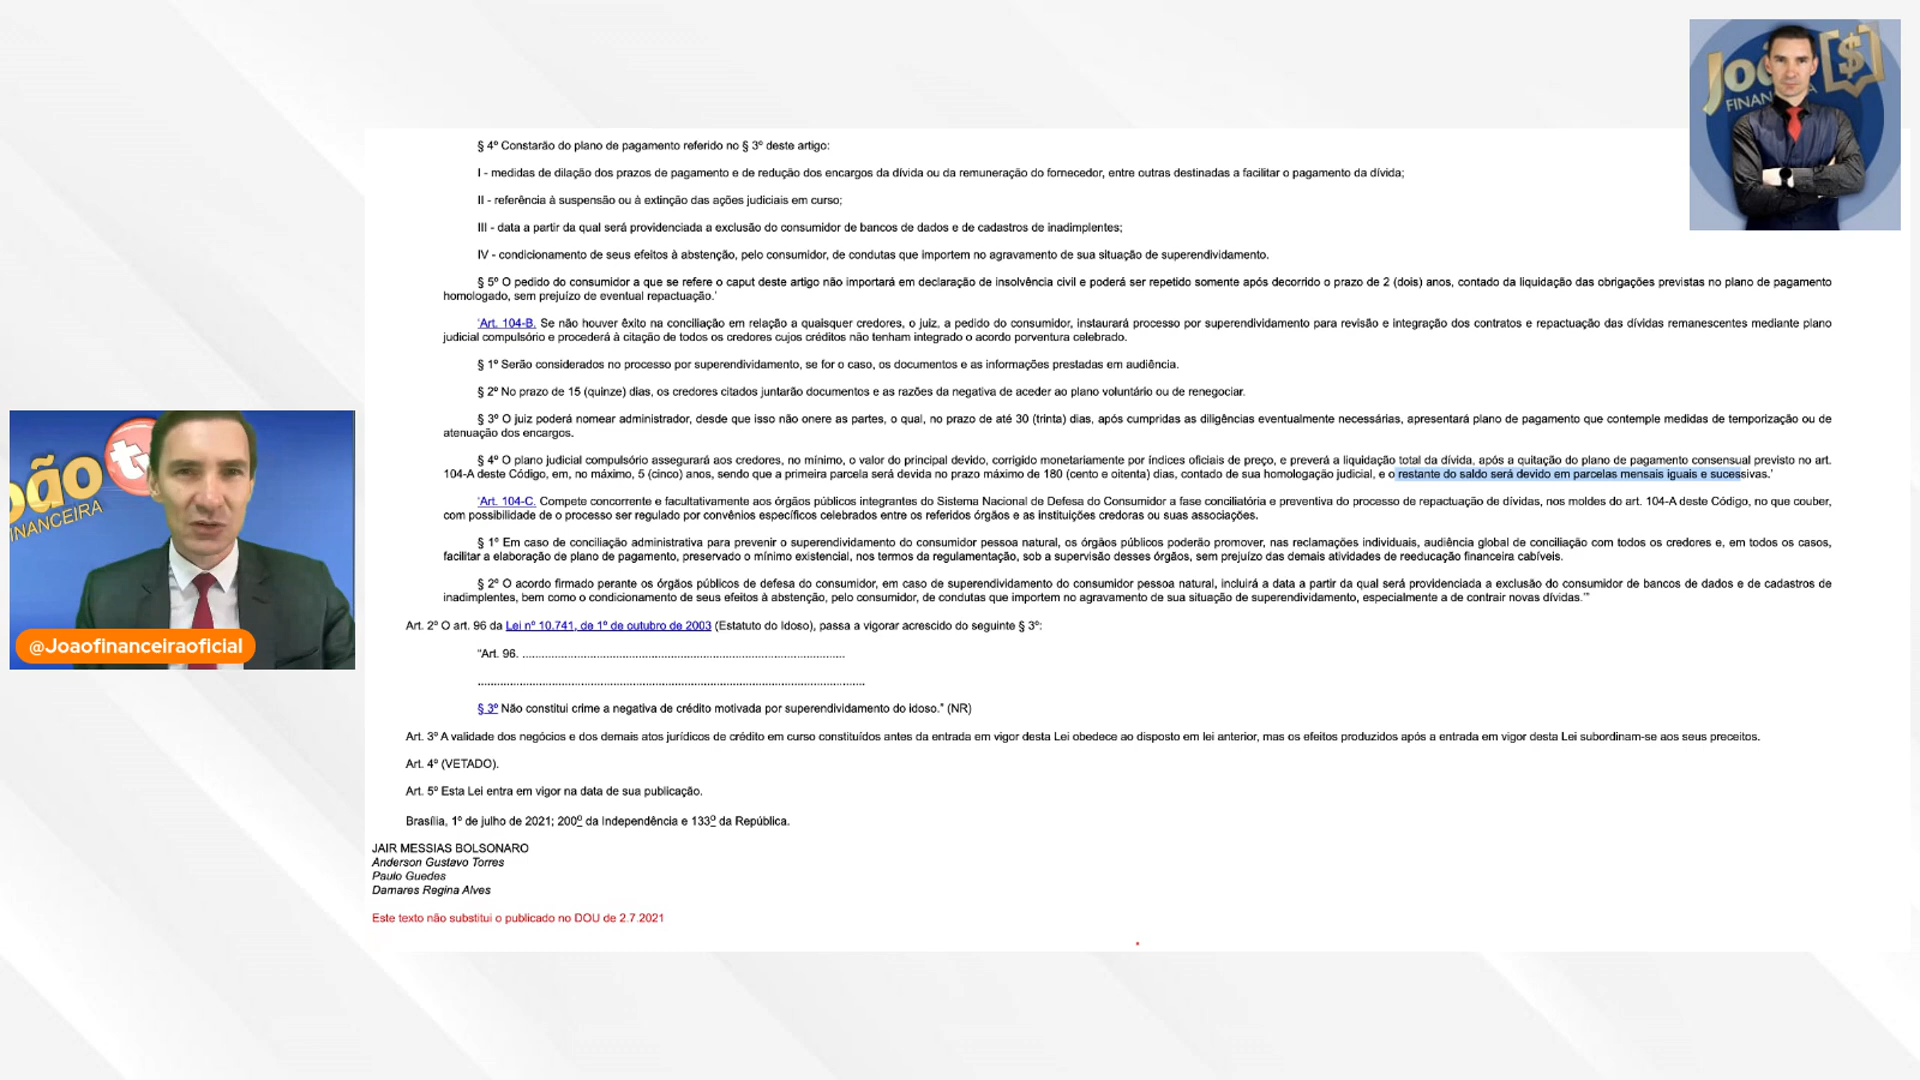 João $
FINANCEIRA
§ 4º Constarão do plano de pagamento referido no § 3º deste artigo:
I - medidas de dilação dos prazos de pagamento e de redução dos encargos da dívida ou da remuneração do fornecedor, entre outras destinadas a facilitar o pagamento da dívida;
II - referência à suspensão ou à extinção das ações judiciais em curso;
III - data a partir da qual será providenciada a exclusão do consumidor de bancos de dados e de cadastros de inadimplentes;
IV - condicionamento de seus efeitos à abstenção, pelo consumidor, de condutas que importem no agravamento de sua situação de superendividamento.
§ 5º O pedido do consumidor a que se refere o caput deste artigo não importará em declaração de insolvência civil e poderá ser repetido somente após decorrido o prazo de 2 (dois) anos, contado da liquidação das obrigações previstas no plano de pagamento
homologado, sem prejuízo de eventual repactuação.’
‘Art. 104-B. Se não houver êxito na conciliação em relação a quaisquer credores, o juiz, a pedido do consumidor, instaurará processo por superendividamento para revisão e integração dos contratos e repactuação das dívidas remanescentes mediante plano
judicial compulsório e procederá à citação de todos os credores cujos créditos não tenham integrado o acordo porventura celebrado.
§ 1º Serão considerados no processo por superendividamento, se for o caso, os documentos e as informações prestadas em audiência.
§ 2º No prazo de 15 (quinze) dias, os credores citados juntarão documentos e as razões da negativa de aceder ao plano voluntário ou de renegociar.
§ 3º O juiz poderá nomear administrador, desde que isso não onere as partes, o qual, no prazo de até 30 (trinta) dias, após cumpridas as diligências eventualmente necessárias, apresentará plano de pagamento que contemple medidas de temporização ou de
atenuação dos encargos.
§ 4º O plano judicial compulsório assegurará aos credores, no mínimo, o valor do principal devido, corrigido monetariamente por índices oficiais de preço, e preverá a liquidação total da dívida, após a quitação do plano de pagamento consensual previsto no art.
104-A deste Código, em, no máximo, 5 (cinco) anos, sendo que a primeira parcela será devida no prazo máximo de 180 (cento e oitenta) dias, contado de sua homologação judicial, e o restante do saldo será devido em parcelas mensais iguais e sucessivas.’
‘Art. 104-C. Compete concorrente e facultativamente aos órgãos públicos integrantes do Sistema Nacional de Defesa do Consumidor a fase conciliatória e preventiva do processo de repactuação de dívidas, nos moldes do art. 104-A deste Código, no que couber,
com possibilidade de o processo ser regulado por convênios específicos celebrados entre os referidos órgãos e as instituições credoras ou suas associações.
§ 1º Em caso de conciliação administrativa para prevenir o superendividamento do consumidor pessoa natural, os órgãos públicos poderão promover, nas reclamações individuais, audiência global de conciliação com todos os credores e, em todos os casos,
facilitar a elaboração de plano de pagamento, preservado o mínimo existencial, nos termos da regulamentação, sob a supervisão desses órgãos, sem prejuízo das demais atividades de reeducação financeira cabíveis.
§ 2º O acordo firmado perante os órgãos públicos de defesa do consumidor, em caso de superendividamento do consumidor pessoa natural, incluirá a data a partir da qual será providenciada a exclusão do consumidor de bancos de dados e de cadastros de
inadimplentes, bem como o condicionamento de seus efeitos à abstenção, pelo consumidor, de condutas que importem no agravamento de sua situação de superendividamento, especialmente a de contrair novas dívidas.’”
Art. 2º O art. 96 da Lei nº 10.741, de 1º de outubro de 2003 (Estatuto do Idoso), passa a vigorar acrescido do seguinte § 3º:
“Art. 96. ..........................................................................................................
................................................................................................................................
§ 3º Não constitui crime a negativa de crédito motivada por superendividamento do idoso.” (NR)
Art. 3º A validade dos negócios e dos demais atos jurídicos de crédito em curso constituídos antes da entrada em vigor desta Lei obedece ao disposto em lei anterior, mas os efeitos produzidos após a entrada em vigor desta Lei subordinam-se aos seus preceitos.
Art. 4º (VETADO).
Art. 5º Esta Lei entra em vigor na data de sua publicação.
Brasília, 1º de julho de 2021; 200º da Independência e 133º da República.
JAIR MESSIAS BOLSONARO
Anderson Gustavo Torres
Paulo Guedes
Damares Regina Alves
Este texto não substitui o publicado no DOU de 2.7.2021
João tv
FINANCEIRA
@Joaofinanceiraoficial